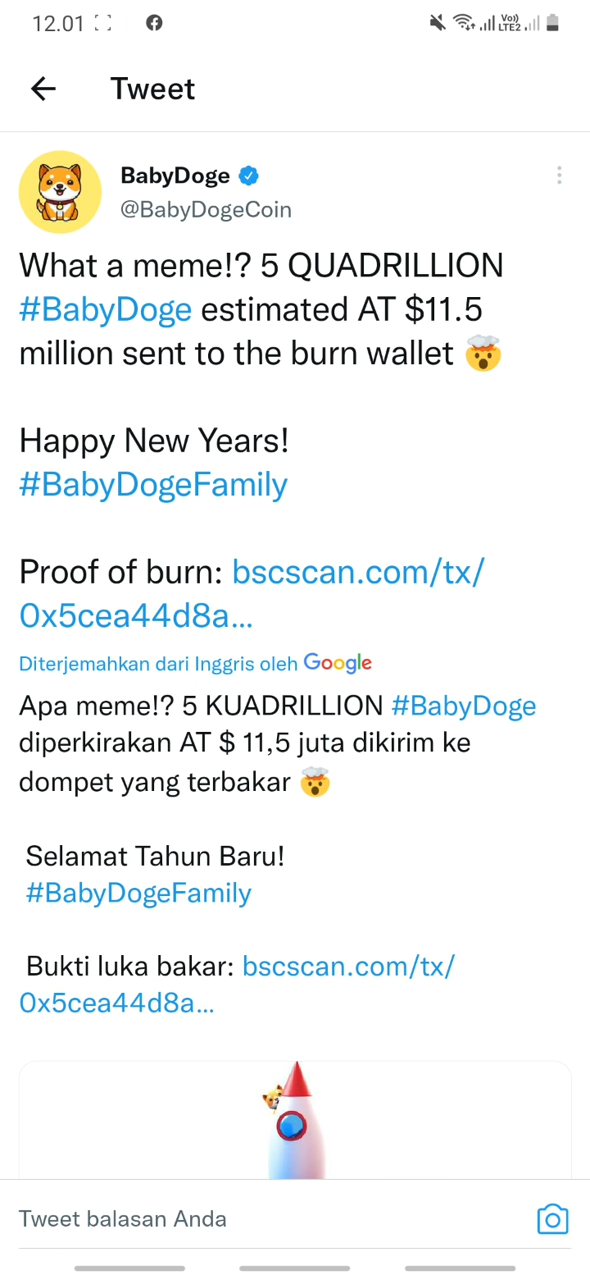 12.01
Vo))
LTE2
Tweet
BabyDoge
@BabyDogeCoin
What a meme!? 5 QUADRILLION
#BabyDoge estimated AT $11.5
million sent to the burn wallet 🤯
Happy New Years!
#BabyDogeFamily
Proof of burn: bscscan.com/tx/
0x5cea44d8a...
Diterjemahkan dari Inggris oleh Google
Apa meme!? 5 KUADRILLION #BabyDoge
diperkirakan AT $ 11,5 juta dikirim ke
dompet yang terbakar 🤯
Selamat Tahun Baru!
#BabyDogeFamily
Bukti luka bakar: bscscan.com/tx/
0x5cea44d8a...
Tweet balasan Anda